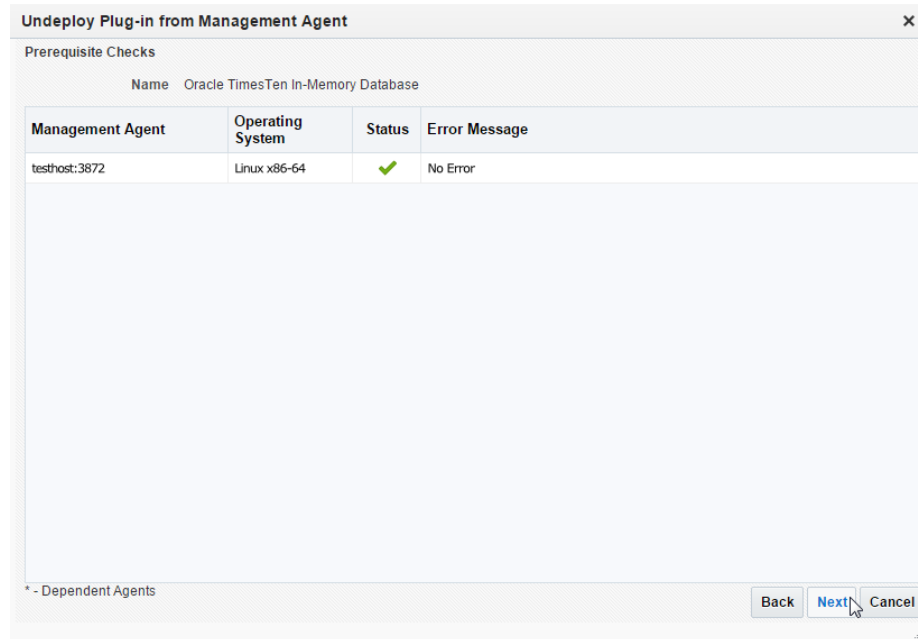 Undeploy Plug-in from Management Agent
Prerequisite Checks
Name Oracle TimesTen In-Memory Database
Management Agent Operating System Status Error Message
testhost:3872 Linux x86-64 No Error
* - Dependent Agents
Back Next Cancel